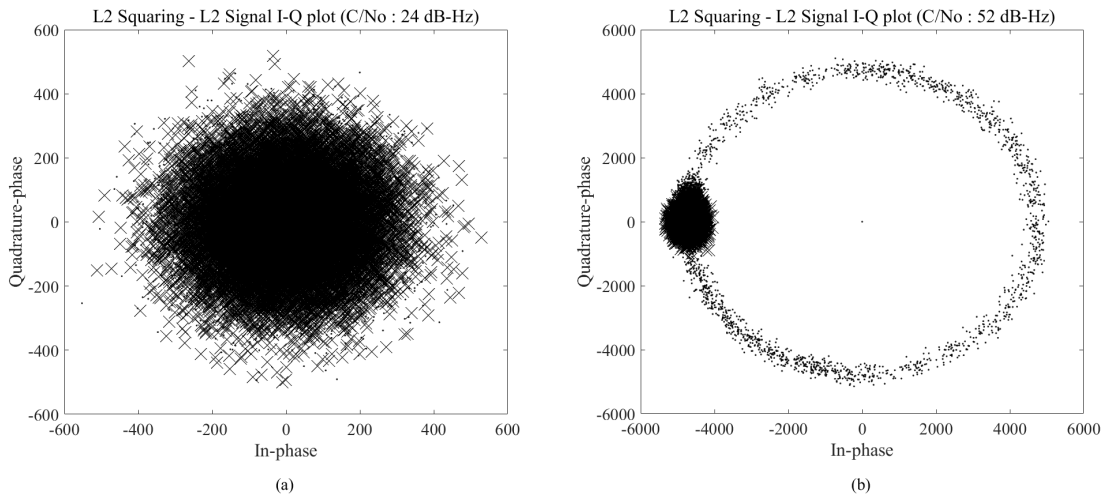 L2 Squaring - L2 Signal I-Q plot (C/No : 24 dB-Hz)
600
400
200
0
-200
-400
-600
Quadrature-phase
-600 -400 -200 0 200 400 600
In-phase
(a)
L2 Squaring - L2 Signal I-Q plot (C/No : 52 dB-Hz)
6000
4000
2000
0
-2000
-4000
-6000
Quadrature-phase
-6000 -4000 -2000 0 2000 4000 6000
In-phase
(b)